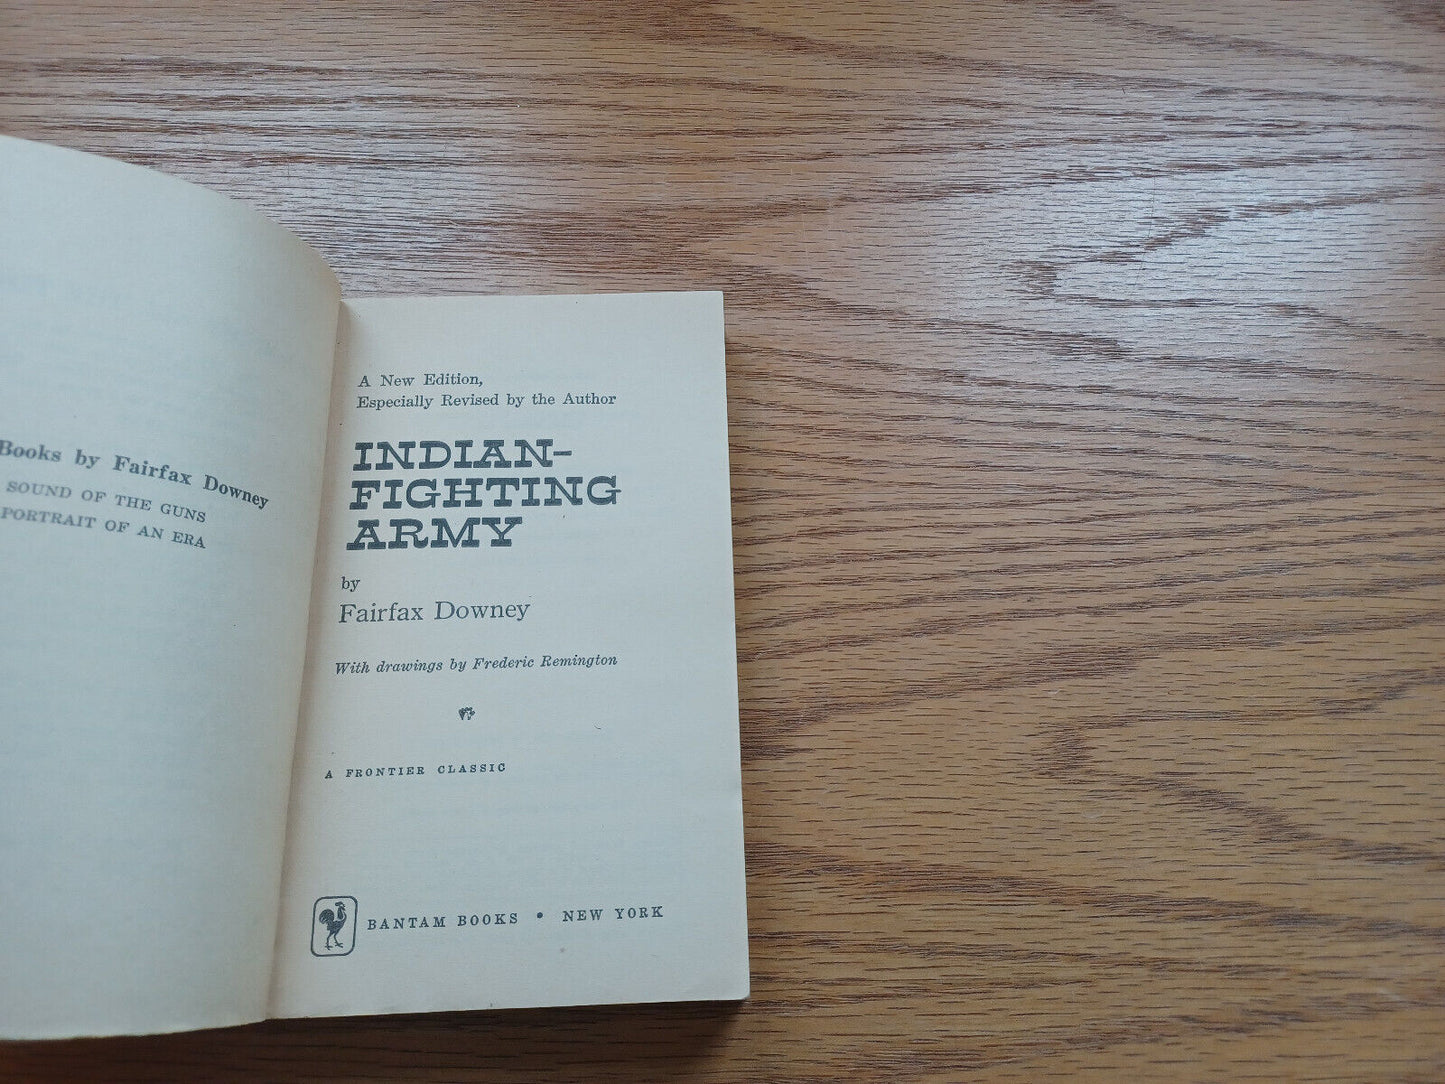 Books by Fairfax Downey
SOUND OF THE GUNS
PORTRAIT OF AN ERA
A New Edition,
Especially Revised by the Author
INDIAN-
FIGHTING
ARMY
by
Fairfax Downey
With drawings by Frederic Remington
A FRONTIER CLASSIC
BANTAM BOOKS • NEW YORK